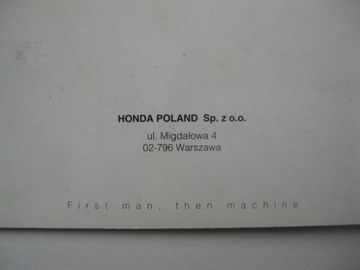 HONDA POLAND Sp. z o.o.
ul. Migdałowa 4
02-796 Warszawa
First man, then machine